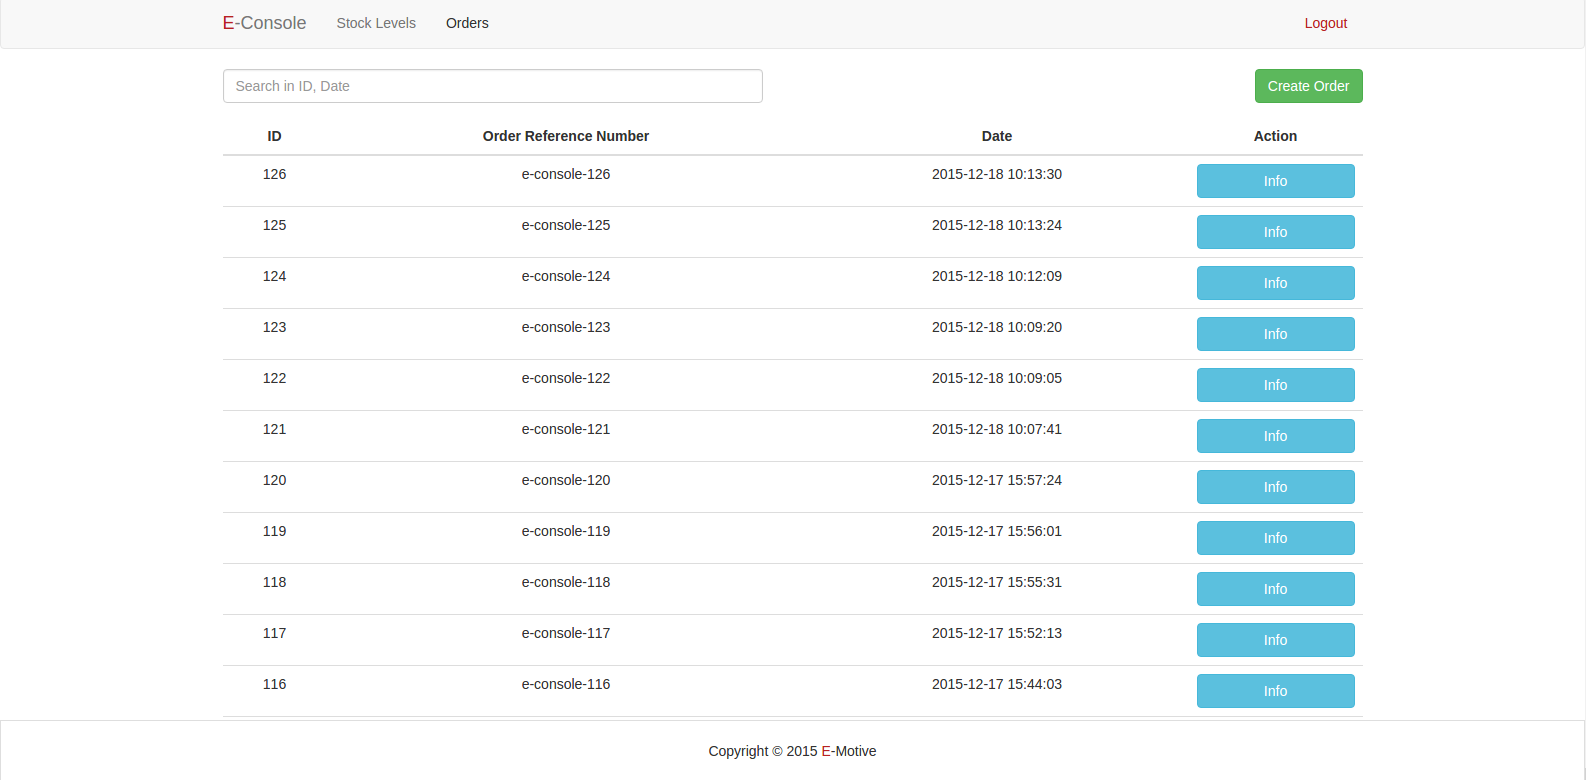 E-Console Stock Levels Orders Logout
Search in ID, Date Create Order
ID Order Reference Number Date Action
126 e-console-126 2015-12-18 10:13:30 Info
125 e-console-125 2015-12-18 10:13:24 Info
124 e-console-124 2015-12-18 10:12:09 Info
123 e-console-123 2015-12-18 10:09:20 Info
122 e-console-122 2015-12-18 10:09:05 Info
121 e-console-121 2015-12-18 10:07:41 Info
120 e-console-120 2015-12-17 15:57:24 Info
119 e-console-119 2015-12-17 15:56:01 Info
118 e-console-118 2015-12-17 15:55:31 Info
117 e-console-117 2015-12-17 15:52:13 Info
116 e-console-116 2015-12-17 15:44:03 Info
Copyright © 2015 E-Motive